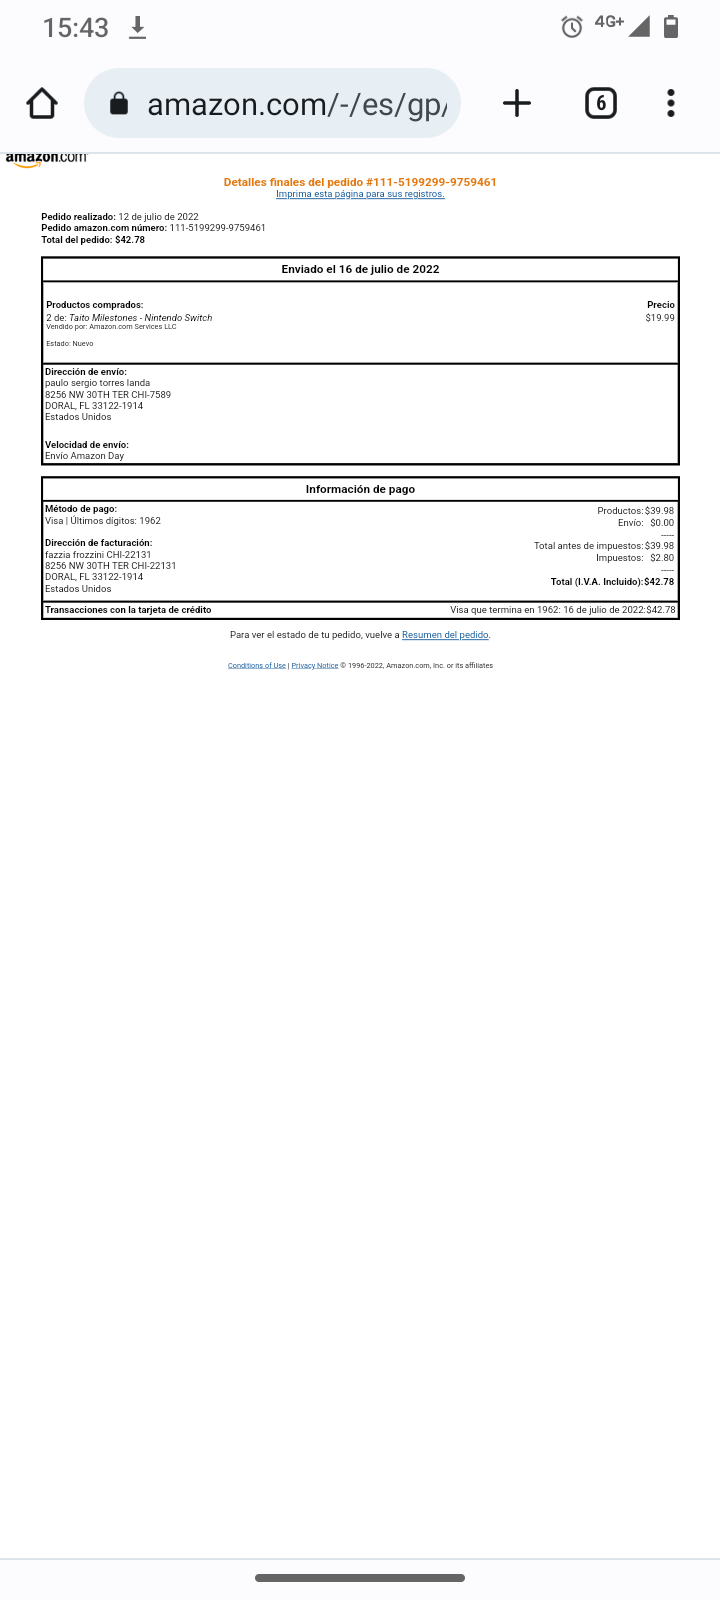 15:43
4G+
amazon.com/-/es/gp/
6
amazon.com
Detalles finales del pedido #111-5199299-9759461
Imprima esta página para sus registros.
Pedido realizado: 12 de julio de 2022
Pedido amazon.com número: 111-5199299-9759461
Total del pedido: $42.78
Enviado el 16 de julio de 2022
Productos comprados: Precio
2 de: Taito Milestones - Nintendo Switch $19.99
Vendido por: Amazon.com Services LLC
Estado: Nuevo
Dirección de envío:
paulo sergio torres landa
8256 NW 30TH TER CHI-7589
DORAL, FL 33122-1914
Estados Unidos
Velocidad de envío:
Envío Amazon Day
Información de pago
Método de pago:
Visa | Últimos dígitos: 1962
Dirección de facturación:
fazzia frozzini CHI-22131
8256 NW 30TH TER CHI-22131
DORAL, FL 33122-1914
Estados Unidos
Productos: $39.98
Envío: $0.00
-----
Total antes de impuestos: $39.98
Impuestos: $2.80
-----
Total (I.V.A. Incluido): $42.78
Transacciones con la tarjeta de crédito Visa que termina en 1962: 16 de julio de 2022: $42.78
Para ver el estado de tu pedido, vuelve a Resumen del pedido.
Conditions of Use | Privacy Notice © 1996-2022, Amazon.com, Inc. or its affiliates